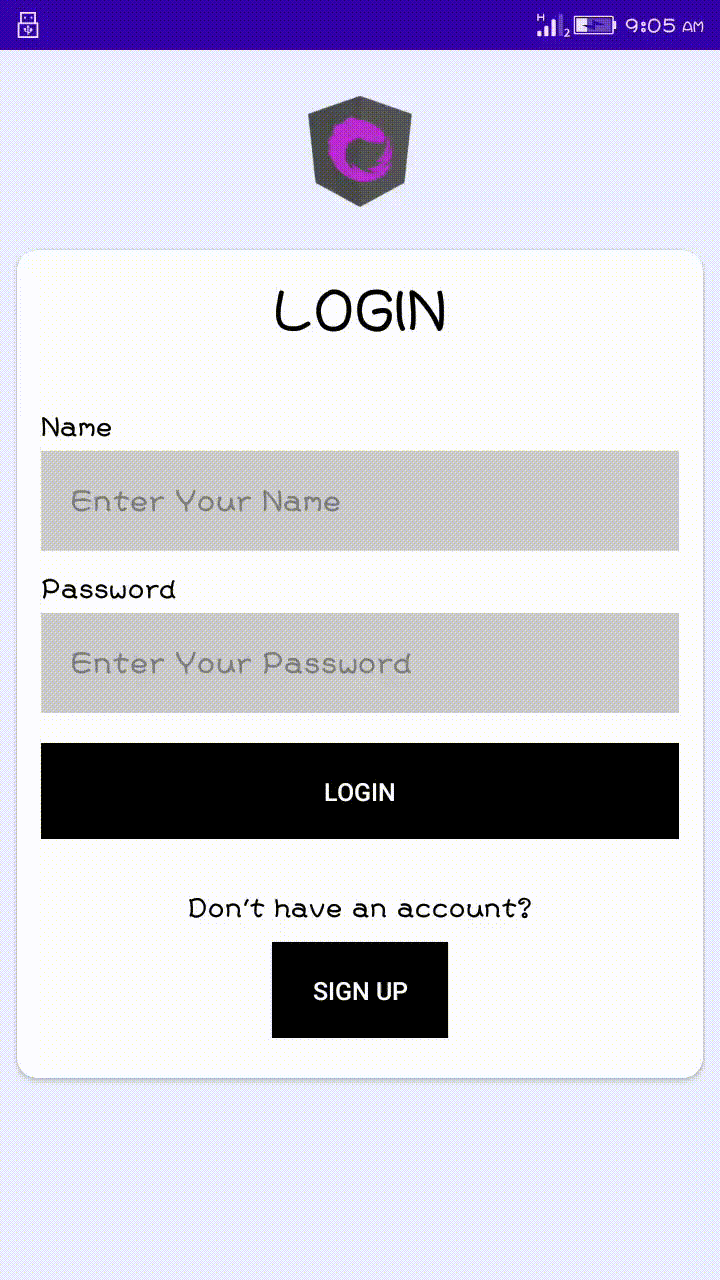 H 2 9:05 AM
LOGIN
Name
Enter Your Name
Password
Enter Your Password
LOGIN
Don't have an account?
SIGN UP